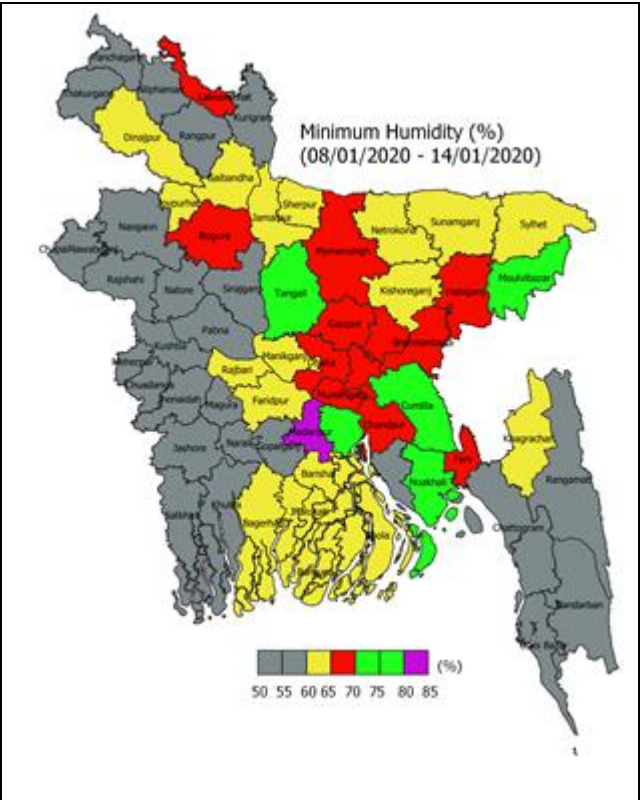 Panchagarh
Thakurgaon
Nilphamari
Lalmonirhat
Kurigram
Dinajpur
Rangpur
Minimum Humidity (%)
(08/01/2020 - 14/01/2020)
Gaibandha
Sherpur
Jamalpur
Naogaon
Bogura
Mymensingh
Netrokona
Sunamganj
Sylhet
Moulvibazar
Rajshahi
Natore
Sirajganj
Tangail
Kishoreganj
Habiganj
Pabna
Gazipur
Kushtia
Manikganj
Dhaka
Rajbari
Chuadanga
Jhenaidah
Magura
Faridpur
Cumilla
Chandpur
Khagrachari
Madaripur
Jashore
Narail
Gopalganj
Feni
Rangamati
Noakhali
Barishal
Satkhira
Khulna
Bagerhat
Bhola
Chattogram
Bandarban
(%)
50 55 60 65 70 75 80 85